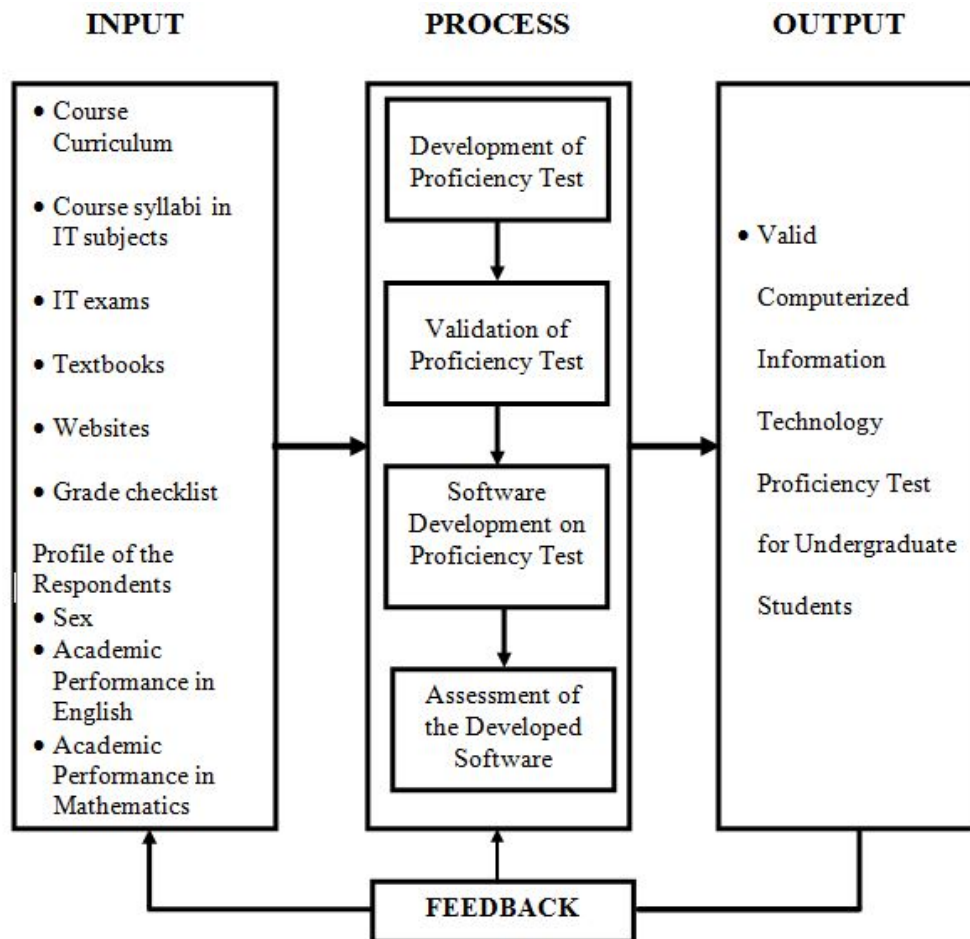 INPUT
PROCESS
OUTPUT
• Course
Curriculum
• Course syllabi in
IT subjects
• IT exams
• Textbooks
• Websites
• Grade checklist
Profile of the
Respondents
• Sex
• Academic
Performance in
English
• Academic
Performance in
Mathematics
Development of
Proficiency Test
Validation of
Proficiency Test
Software
Development on
Proficiency Test
Assessment of
the Developed
Software
• Valid
Computerized
Information
Technology
Proficiency Test
for Undergraduate
Students
FEEDBACK